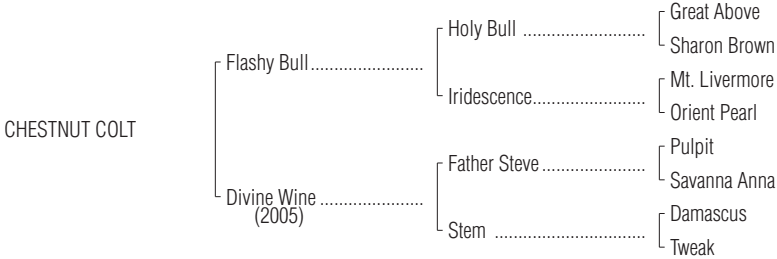 Great Above
Holy Bull ..............................
Sharon Brown
Flashy Bull............................
Mt. Livermore
Iridescence............................
Orient Pearl
CHESTNUT COLT
Pulpit
Father Steve .........................
Savanna Anna
Divine Wine .........................
(2005)
Damascus
Stem ....................................
Tweak